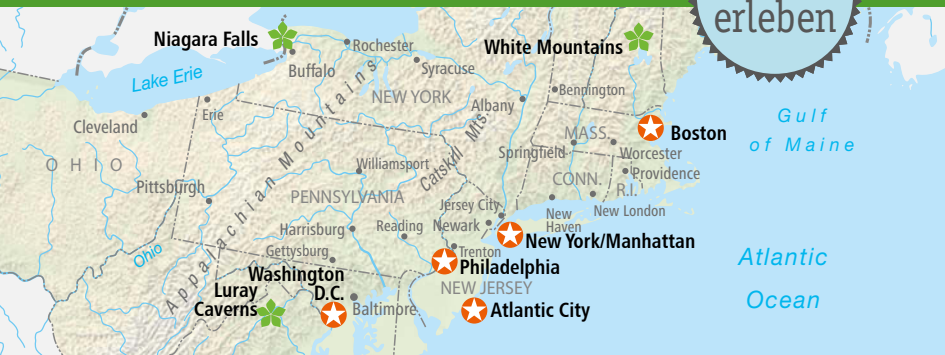 erleben
Niagara Falls
Rochester
White Mountains
Buffalo
Syracuse
Lake Erie
NEW YORK
Albany
Bennington
Erie
Cleveland
Gulf
of Maine
MASS.
Boston
OHIO
Appalachian Mountains
Catskill Mts.
Springfield
Worcester
Williamsport
Providence
Pittsburgh
PENNSYLVANIA
CONN.
R.I.
Jersey City
New
Haven
New London
Harrisburg
Reading
Newark
New York/Manhattan
Ohio
Gettysburg
Trenton
Philadelphia
Atlantic
Ocean
Washington
D.C.
Luray
Caverns
Baltimore
NEW JERSEY
Atlantic City